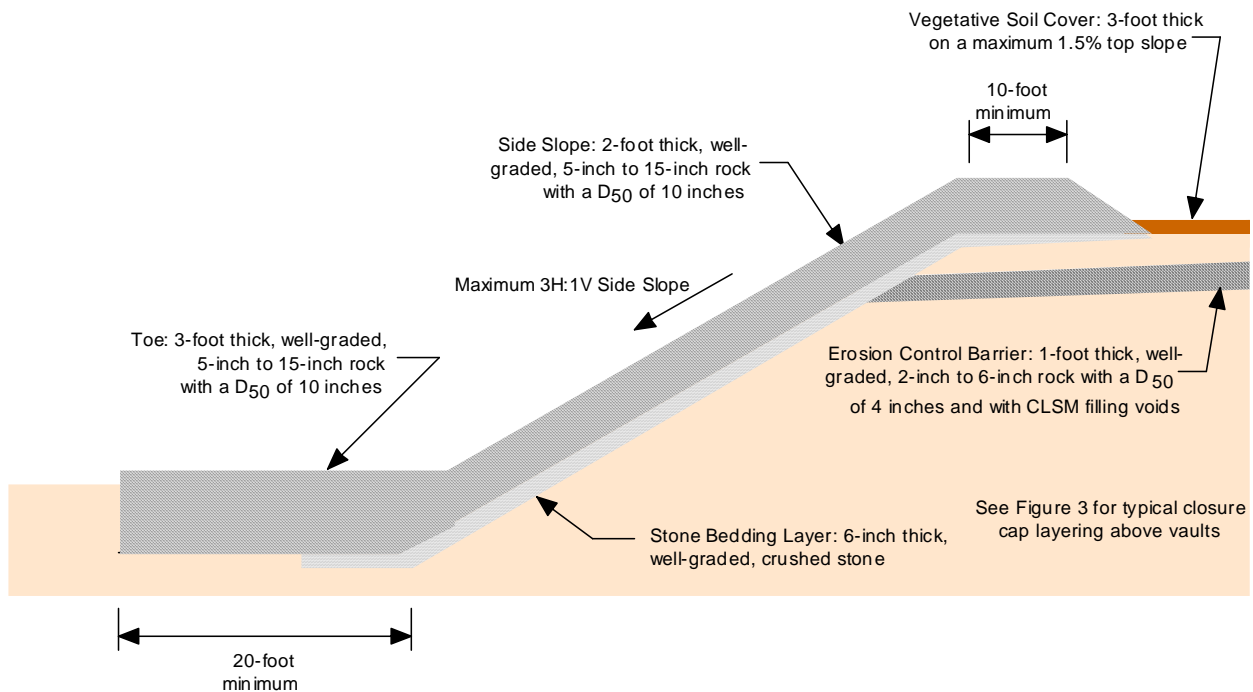 Vegetative Soil Cover: 3-foot thick
on a maximum 1.5% top slope
10-foot
minimum
Side Slope: 2-foot thick, well-
graded, 5-inch to 15-inch rock
with a D50 of 10 inches
Maximum 3H:1V Side Slope
Toe: 3-foot thick, well-graded,
5-inch to 15-inch rock
with a D50 of 10 inches
Erosion Control Barrier: 1-foot thick, well-
graded, 2-inch to 6-inch rock with a D50
of 4 inches and with CLSM filling voids
See Figure 3 for typical closure
cap layering above vaults
Stone Bedding Layer: 6-inch thick,
well-graded, crushed stone
20-foot
minimum